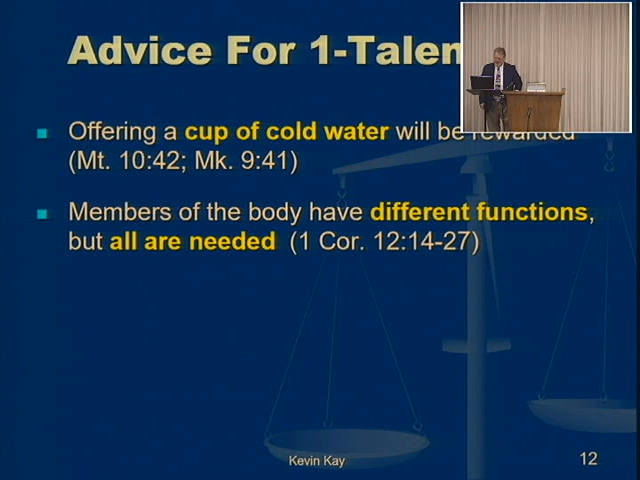 Advice For 1-Talen
Offering a cup of cold water will be rewarded
(Mt. 10:42; Mk. 9:41)
Members of the body have different functions,
but all are needed (1 Cor. 12:14-27)
Kevin Kay
12